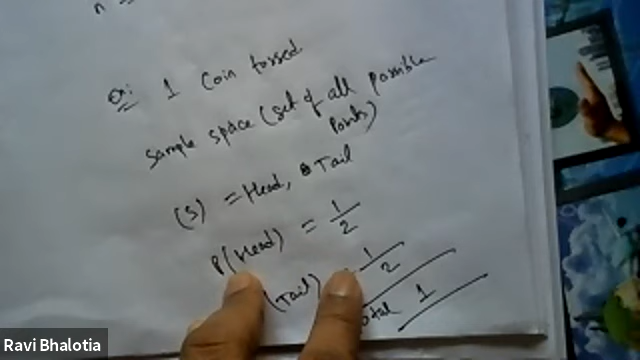 n =
Ex: 1 Coin tossed
Sample space (set of all possible
points)
(S) = Head, Tail
P(Head) = 1/2
(Tail) = 1/2
total 1
Ravi Bhalotia